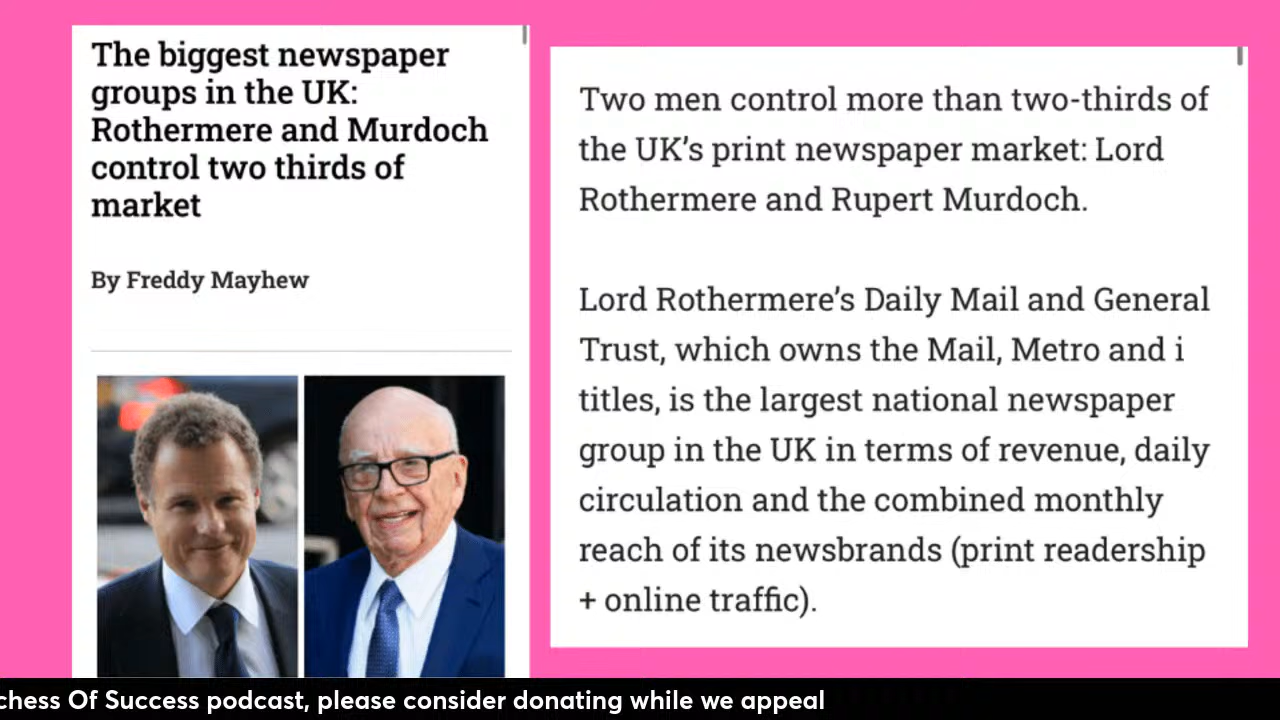 The biggest newspaper
groups in the UK:
Rothermere and Murdoch
control two thirds of
market
By Freddy Mayhew
Two men control more than two-thirds of
the UK’s print newspaper market: Lord
Rothermere and Rupert Murdoch.
Lord Rothermere’s Daily Mail and General
Trust, which owns the Mail, Metro and i
titles, is the largest national newspaper
group in the UK in terms of revenue, daily
circulation and the combined monthly
reach of its newsbrands (print readership
+ online traffic).
Of Success podcast, please consider donating while we appeal